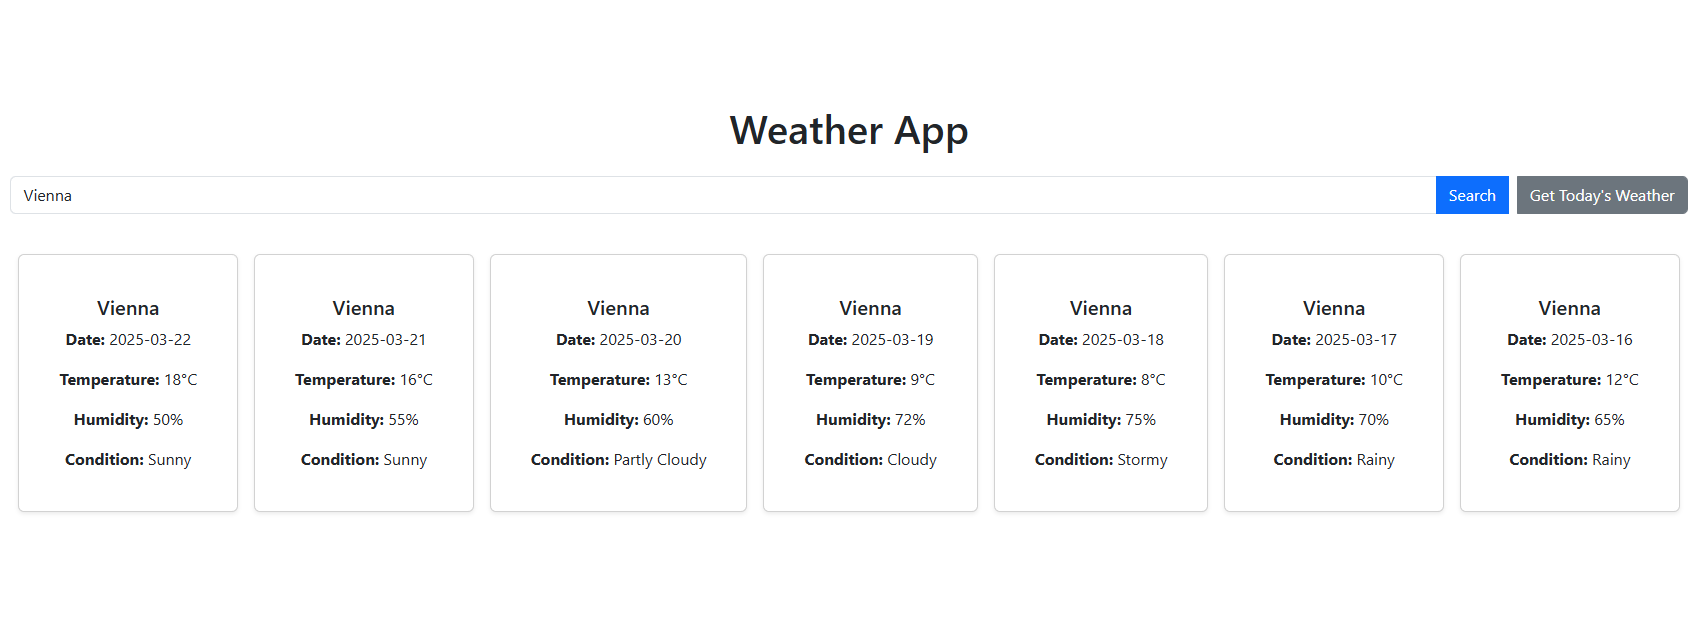 Weather App
Vienna
Search
Get Today's Weather
Vienna
Date: 2025-03-22
Temperature: 18°C
Humidity: 50%
Condition: Sunny
Vienna
Date: 2025-03-21
Temperature: 16°C
Humidity: 55%
Condition: Sunny
Vienna
Date: 2025-03-20
Temperature: 13°C
Humidity: 60%
Condition: Partly Cloudy
Vienna
Date: 2025-03-19
Temperature: 9°C
Humidity: 72%
Condition: Cloudy
Vienna
Date: 2025-03-18
Temperature: 8°C
Humidity: 75%
Condition: Stormy
Vienna
Date: 2025-03-17
Temperature: 10°C
Humidity: 70%
Condition: Rainy
Vienna
Date: 2025-03-16
Temperature: 12°C
Humidity: 65%
Condition: Rainy